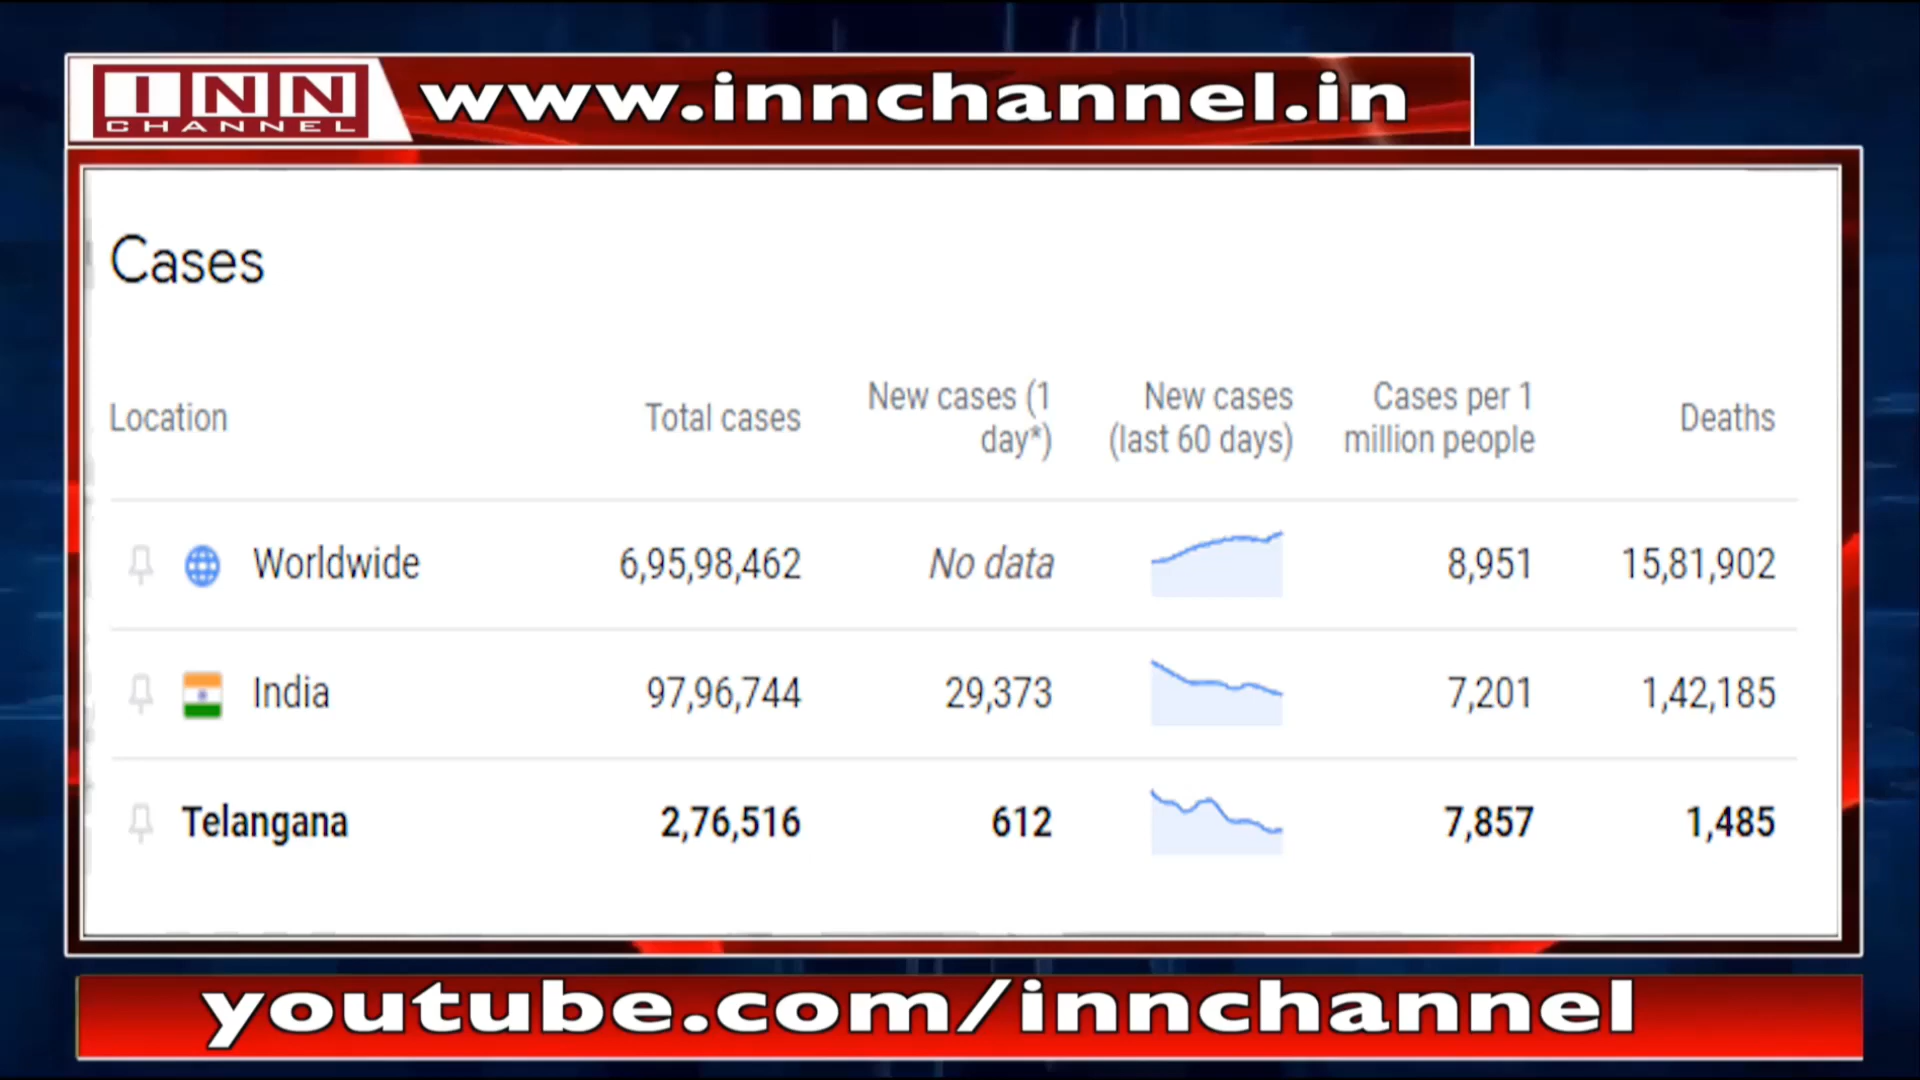 INN
CHANNEL
www.innchannel.in
Cases
Location Total cases New cases (1 day*) New cases (last 60 days) Cases per 1 million people Deaths
Worldwide 6,95,98,462 No data 8,951 15,81,902
India 97,96,744 29,373 7,201 1,42,185
Telangana 2,76,516 612 7,857 1,485
youtube.com/innchannel